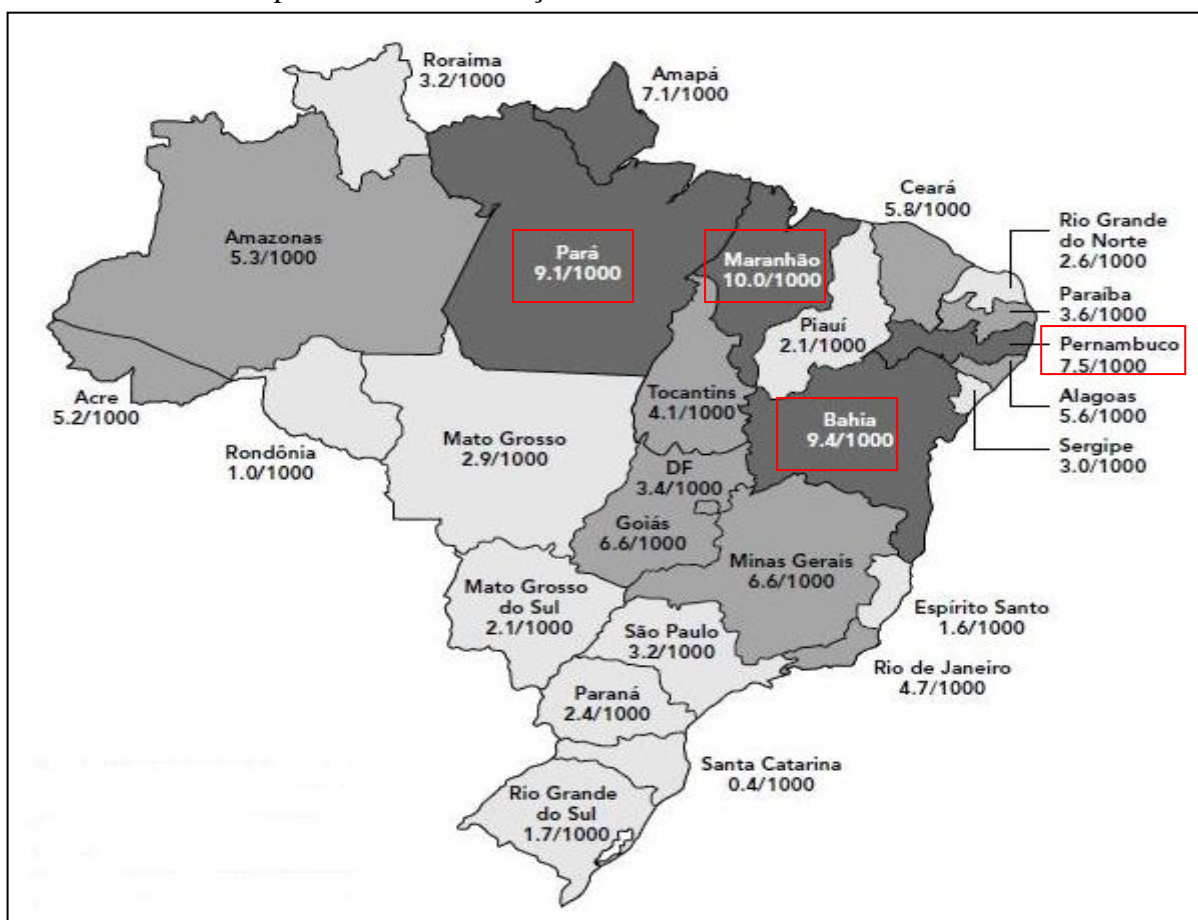 Roraima
3.2/1000
Amapá
7.1/1000
Ceará
5.8/1000
Rio Grande
do Norte
2.6/1000
Amazonas
5.3/1000
Pará
9.1/1000
Maranhão
10.0/1000
Paraíba
3.6/1000
Piauí
2.1/1000
Pernambuco
7.5/1000
Acre
5.2/1000
Tocantins
4.1/1000
Alagoas
5.6/1000
Bahia
9.4/1000
Rondônia
1.0/1000
Mato Grosso
2.9/1000
Sergipe
3.0/1000
DF
3.4/1000
Goiás
6.6/1000
Minas Gerais
6.6/1000
Mato Grosso
do Sul
2.1/1000
Espírito Santo
1.6/1000
São Paulo
3.2/1000
Rio de Janeiro
4.7/1000
Paraná
2.4/1000
Santa Catarina
0.4/1000
Rio Grande
do Sul
1.7/1000